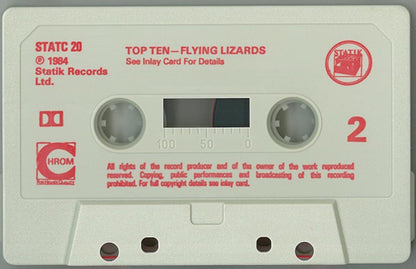 STATC 20
℗ 1984
Statik Records
Ltd.
TOP TEN—FLYING LIZARDS
See Inlay Card For Details
STATIK
100 50 0
2
CHROM
All rights of the record producer and of the owner of the work reproduced
reserved. Copying, public performances and broadcasting of this recording
prohibited. For full copyright details see inlay card.